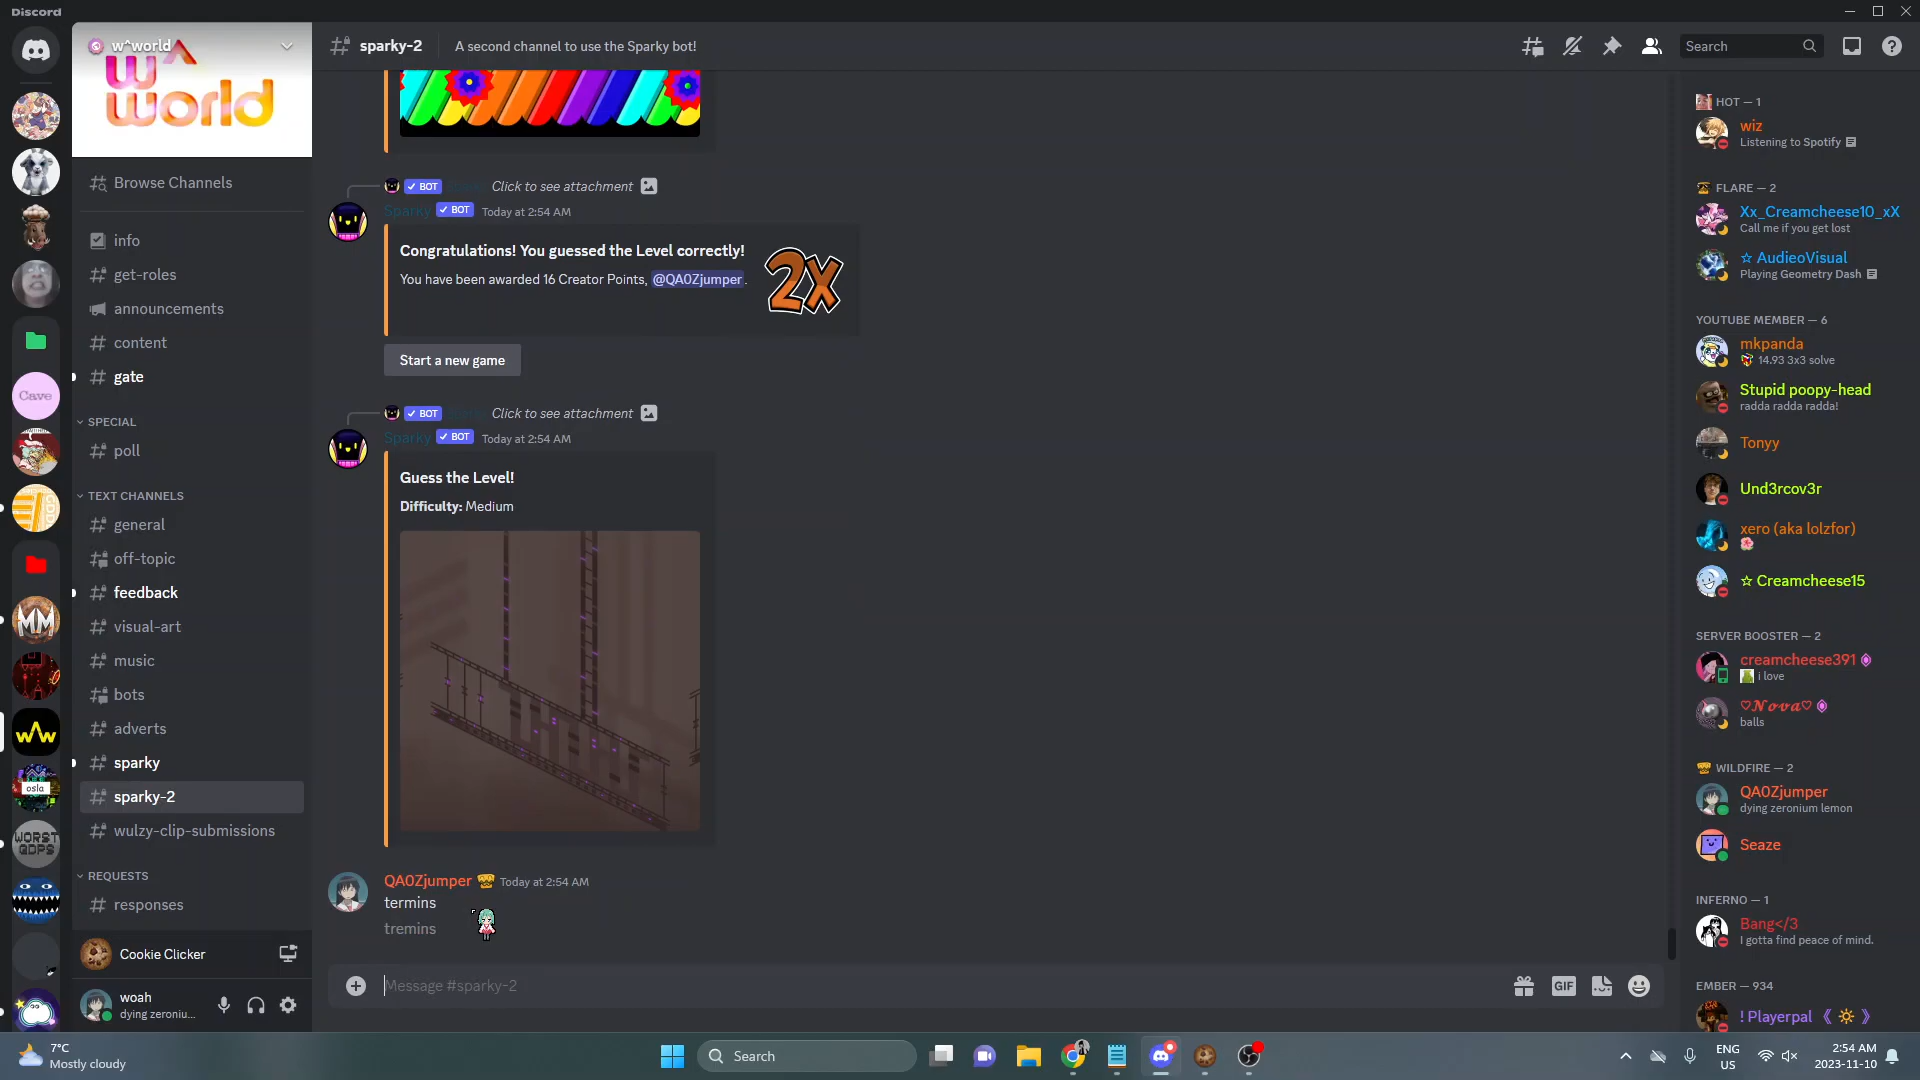 Discord
w^world
w^
world
sparky-2
A second channel to use the Sparky bot!
Search
Browse Channels
info
get-roles
announcements
content
gate
SPECIAL
poll
TEXT CHANNELS
general
off-topic
feedback
visual-art
music
bots
adverts
sparky
sparky-2
wulzy-clip-submissions
REQUESTS
responses
Cave
MM
osla
WORST
GDPS
Cookie Clicker
woah
dying zeroniu...
BOT
Click to see attachment
Sparky
BOT
Today at 2:54 AM
Congratulations! You guessed the Level correctly!
You have been awarded 16 Creator Points, @QA0Zjumper.
2X
Start a new game
BOT
Click to see attachment
Sparky
BOT
Today at 2:54 AM
Guess the Level!
Difficulty: Medium
QA0Zjumper
Today at 2:54 AM
termins
tremins
Message #sparky-2
GIF
HOT — 1
wiz
Listening to Spotify
FLARE — 2
Xx_Creamcheese10_xX
Call me if you get lost
☆ AudieoVisual
Playing Geometry Dash
YOUTUBE MEMBER — 6
mkpanda
14.93 3x3 solve
Stupid poopy-head
radda radda radda!
Tonyy
Und3rcov3r
xero (aka lolzfor)
☆ Creamcheese15
SERVER BOOSTER — 2
creamcheese391
i love
♡𝓝𝓸𝓿𝓪♡
balls
WILDFIRE — 2
QA0Zjumper
dying zeronium lemon
Seaze
INFERNO — 1
Bang</3
I gotta find peace of mind.
EMBER — 934
! Playerpal 《 🔅 》
7°C
Mostly cloudy
Search
ENG
US
2:54 AM
2023-11-10